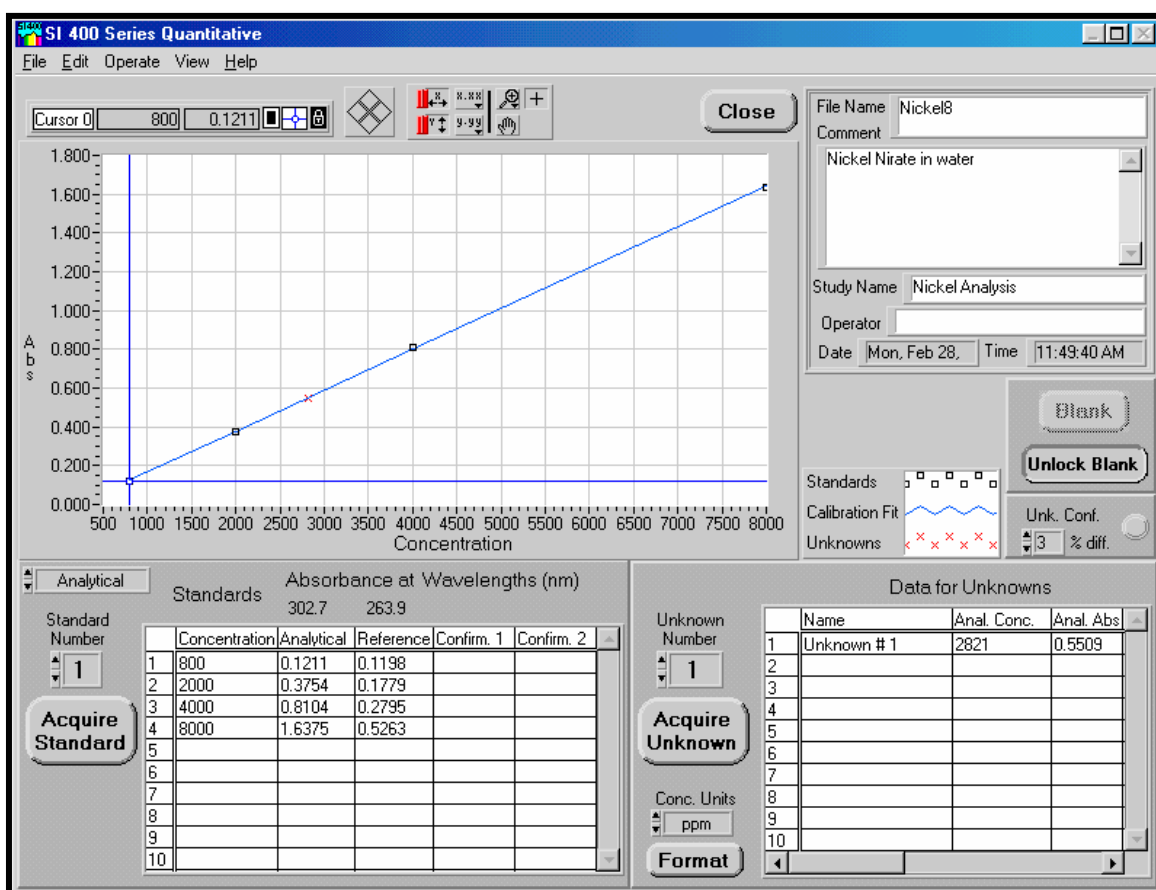 SI 400 Series Quantitative
File Edit Operate View Help
Cursor 0 800 0.1211
x.xx
y.yy
Close
File Name Nickel8
Comment
Nickel Nirate in water
Study Name Nickel Analysis
Operator
Date Mon, Feb 28, Time 11:49:40 AM
1.800
1.600
1.400
1.200
1.000
0.800
0.600
0.400
0.200
0.000
Abs
500 1000 1500 2000 2500 3000 3500 4000 4500 5000 5500 6000 6500 7000 7500 8000
Concentration
Blank
Unlock Blank
Standards
Calibration Fit
Unknowns
Unk. Conf.
3 % diff.
Analytical
Standards
Absorbance at Wavelengths (nm)
302.7 263.9
Standard Number
1
Acquire Standard
Concentration Analytical Reference Confirm. 1 Confirm. 2
1 800 0.1211 0.1198
2 2000 0.3754 0.1779
3 4000 0.8104 0.2795
4 8000 1.6375 0.5263
5
6
7
8
9
10
Data for Unknowns
Unknown Number
1
Acquire Unknown
Conc. Units
ppm
Format
Name Anal. Conc. Anal. Abs
1 Unknown # 1 2821 0.5509
2
3
4
5
6
7
8
9
10